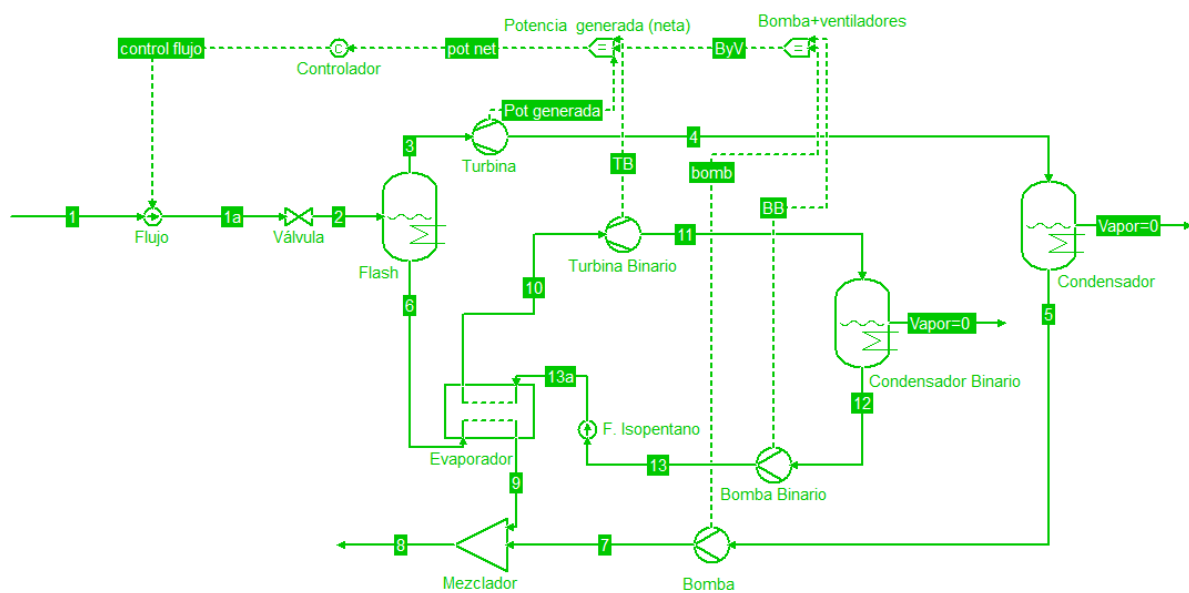 Potencia generada (neta)
Bomba+ventiladores
control flujo
C
pot net
=
ByV
=
Controlador
Pot generada
3
Turbina
4
TB
bomb
BB
1
Flujo
1a
Válvula
2
Flash
Turbina Binario
11
Vapor=0
Condensador
10
6
5
Vapor=0
Condensador Binario
13a
12
F. Isopentano
Evaporador
13
Bomba Binario
9
8
Mezclador
7
Bomba